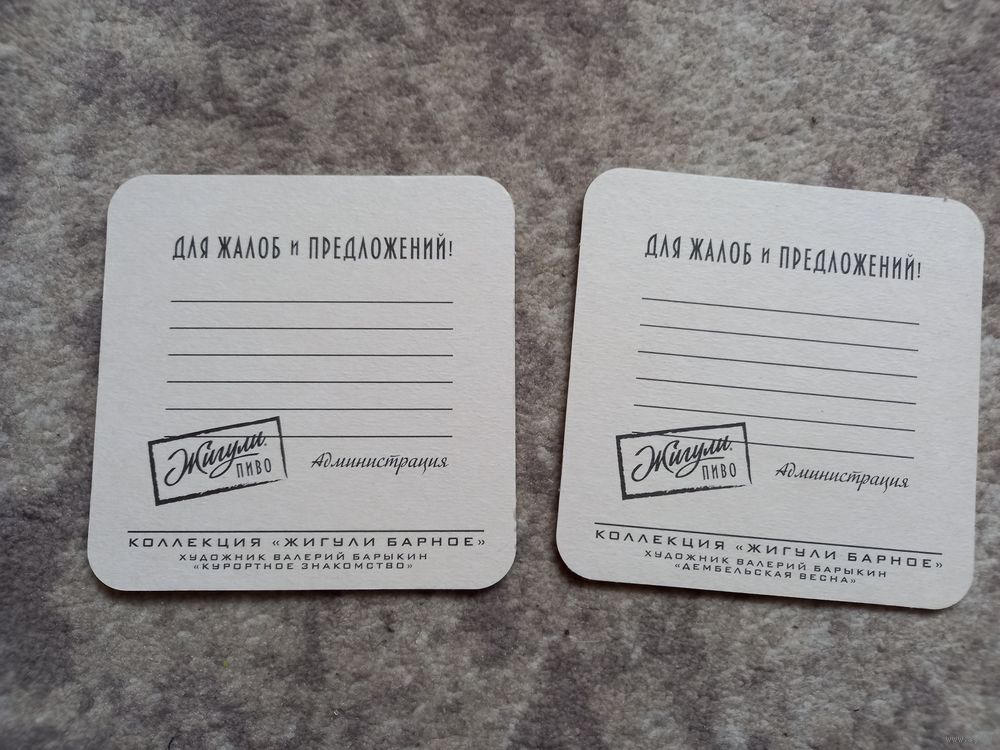 ДЛЯ ЖАЛОБ и ПРЕДЛОЖЕНИЙ!
Жигули
ПИВО
Администрация
КОЛЛЕКЦИЯ «ЖИГУЛИ БАРНОЕ»
ХУДОЖНИК ВАЛЕРИЙ БАРЫКИН
«КУРОРТНОЕ ЗНАКОМСТВО»
ДЛЯ ЖАЛОБ и ПРЕДЛОЖЕНИЙ!
Жигули
ПИВО
Администрация
КОЛЛЕКЦИЯ «ЖИГУЛИ БАРНОЕ»
ХУДОЖНИК ВАЛЕРИЙ БАРЫКИН
«ДЕМБЕЛЬСКАЯ ВЕСНА»